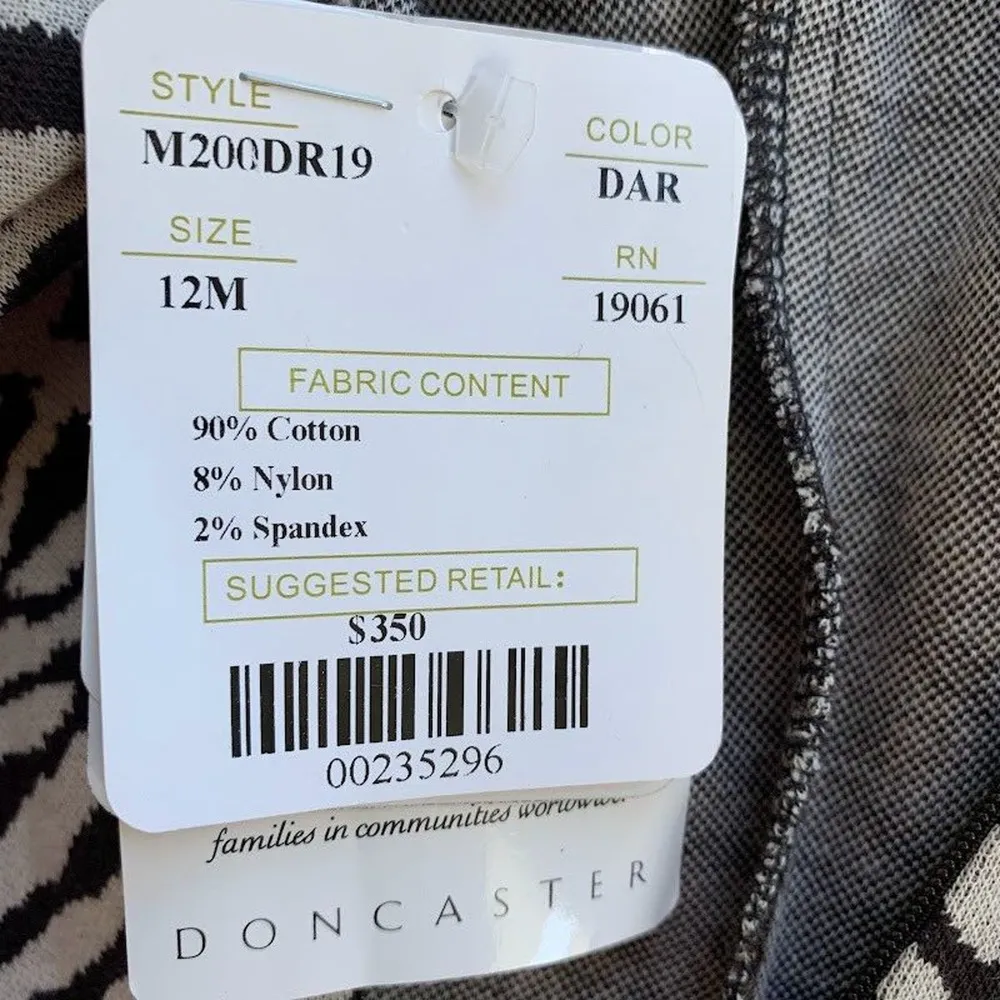 STYLE
M200DR19
COLOR
DAR
SIZE
12M
RN
19061
FABRIC CONTENT
90% Cotton
8% Nylon
2% Spandex
SUGGESTED RETAIL:
$350
00235296
families in communities
DONCASTER